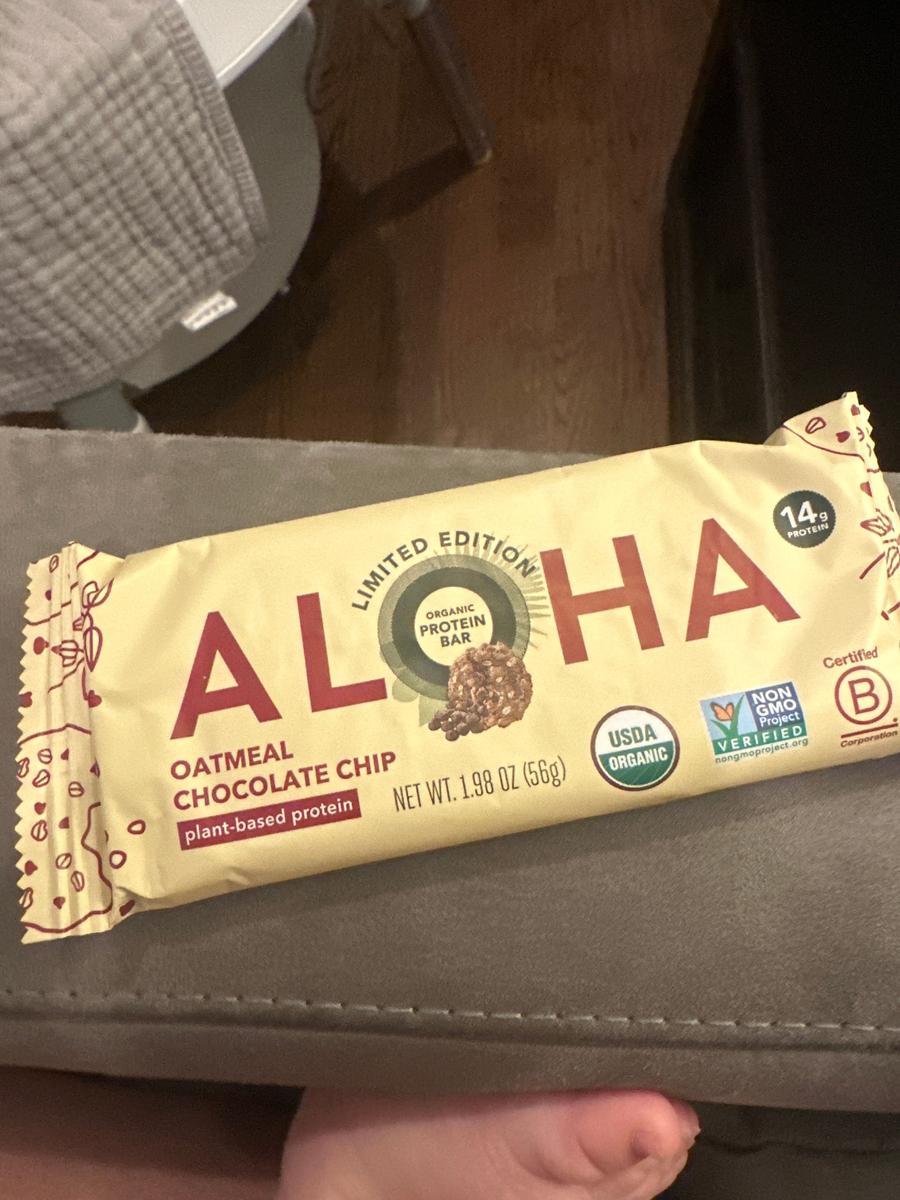 LIMITED EDITION
ALOHA
ORGANIC
PROTEIN
BAR
14g
PROTEIN
OATMEAL
CHOCOLATE CHIP
plant-based protein
NET WT. 1.98 OZ (56g)
USDA
ORGANIC
NON
GMO
Project
VERIFIED
nongmoproject.org
Certified
B
Corporation